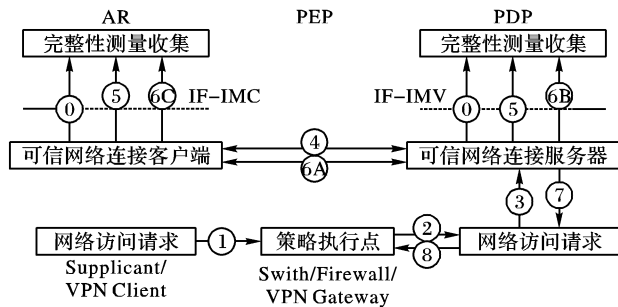 AR PEP PDP
完整性测量收集 完整性测量收集
0 5 6C IF-IMC IF-IMV 0 5 6B
4
可信网络连接客户端 可信网络连接服务器
6A
3 7
网络访问请求 1 策略执行点 2 8 网络访问请求
Supplicant/ Swith/Firewall/
VPN Client VPN Gateway